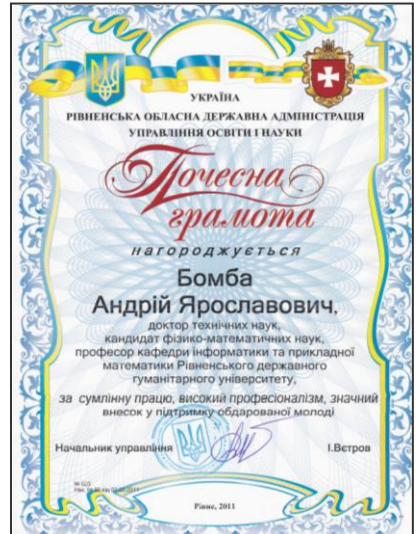 УКРАЇНА
РІВНЕНСЬКА ОБЛАСНА ДЕРЖАВНА АДМІНІСТРАЦІЯ
УПРАВЛІННЯ ОСВІТИ І НАУКИ
Почесна
грамота
нагороджується
Бомба
Андрій Ярославович,
доктор технічних наук,
кандидат фізико-математичних наук,
професор кафедри інформатики та прикладної
математики Рівненського державного
гуманітарного університету,
за сумлінну працю, високий професіоналізм, значний
внесок у підтримку обдарованої молоді
Начальник управління І.Вєтров
Рівне, 2011